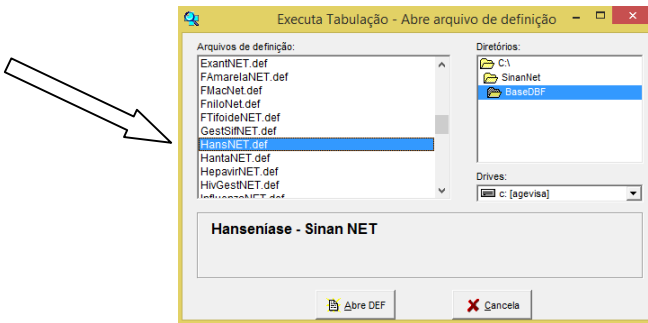 Executa Tabulação - Abre arquivo de definição
Arquivos de definição:
ExantNET.def
FAmarelaNET.def
FMacNet.def
FniloNet.def
FTifoideNET.def
GestSifNET.def
HansNET.def
HantaNET.def
HepavirNET.def
HivGestNET.def
InfluenzaNET.def
Diretórios:
C:\
SinanNet
BaseDBF
Drives:
c: [agevisa]
Hanseníase - Sinan NET
Abre DEF
Cancela